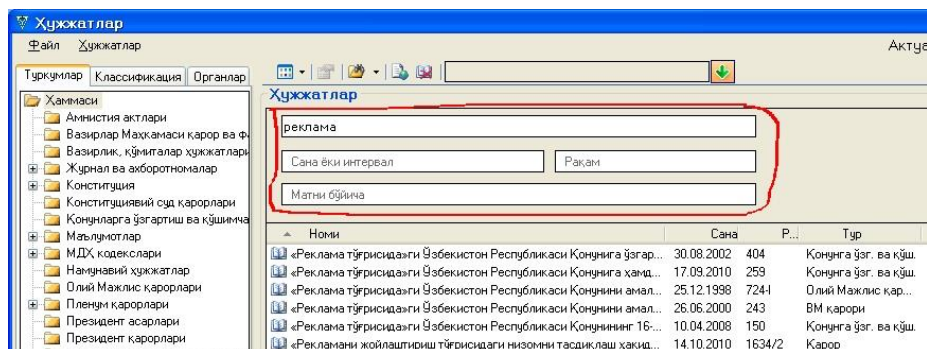 Ҳужжатлар
Файл Ҳужжатлар Актуа
Туркумлар Классификация Органлар
Ҳужжатлар
Ҳаммаси
Амнистия актлари
Вазирлар Маҳкамаси қарор ва ф
Вазирлик, қўмиталар ҳужжатлари
Журнал ва ахборотномалар
Конституция
Конституциявий суд қарорлари
Қонунларга ўзгартиш ва қўшимча
Маълумотлар
МДҲ кодекслари
Намунавий ҳужжатлар
Олий Мажлис қарорлари
Пленум қарорлари
Президент асарлари
Президент қарорлари
реклама
Сана ёки интервал Рақам
Матни бўйича
Номи Сана Р... Тур
«Реклама тўғрисида»ги Ўзбекистон Республикаси Қонунига ўзгар... 30.08.2002 404 Қонунга ўзг. ва қўш.
«Реклама тўғрисида»ги Ўзбекистон Республикаси Қонунига ҳамд... 17.09.2010 259 Қонунга ўзг. ва қўш.
«Реклама тўғрисида»ги Ўзбекистон Республикаси Қонунини амал... 25.12.1998 724-I Олий Мажлис қар...
«Реклама тўғрисида»ги Ўзбекистон Республикаси Қонунини амал... 26.06.2000 243 ВМ қарори
«Реклама тўғрисида»ги Ўзбекистон Республикаси Қонунининг 16-... 10.04.2008 150 Қонунга ўзг. ва қўш.
«Рекламани жойлаштириш тўғрисидаги низомни тасдиқлаш ҳақид... 14.10.2010 1634/2 Қарор